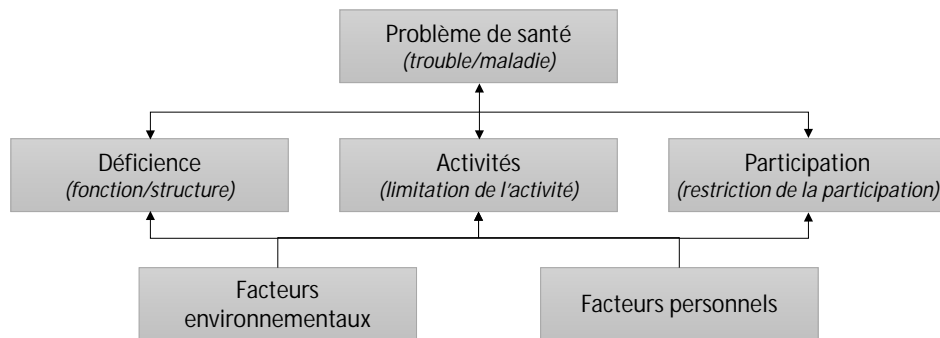 Problème de santé
(trouble/maladie)
Déficience
(fonction/structure)
Activités
(limitation de l'activité)
Participation
(restriction de la participation)
Facteurs
environnementaux
Facteurs personnels